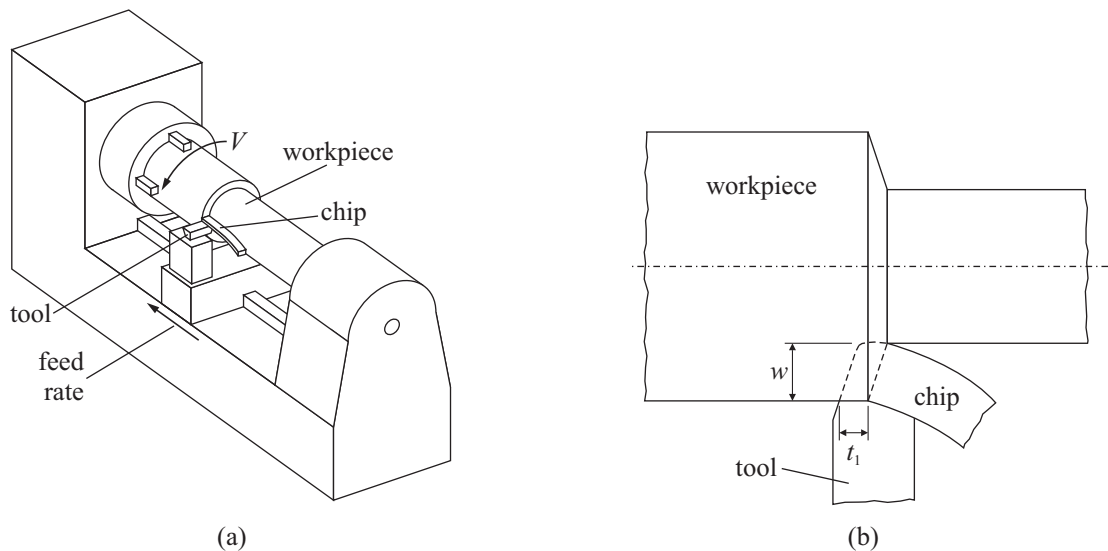 V
workpiece
chip
tool
feed
rate
(a)
workpiece
w
chip
t₁
tool
(b)